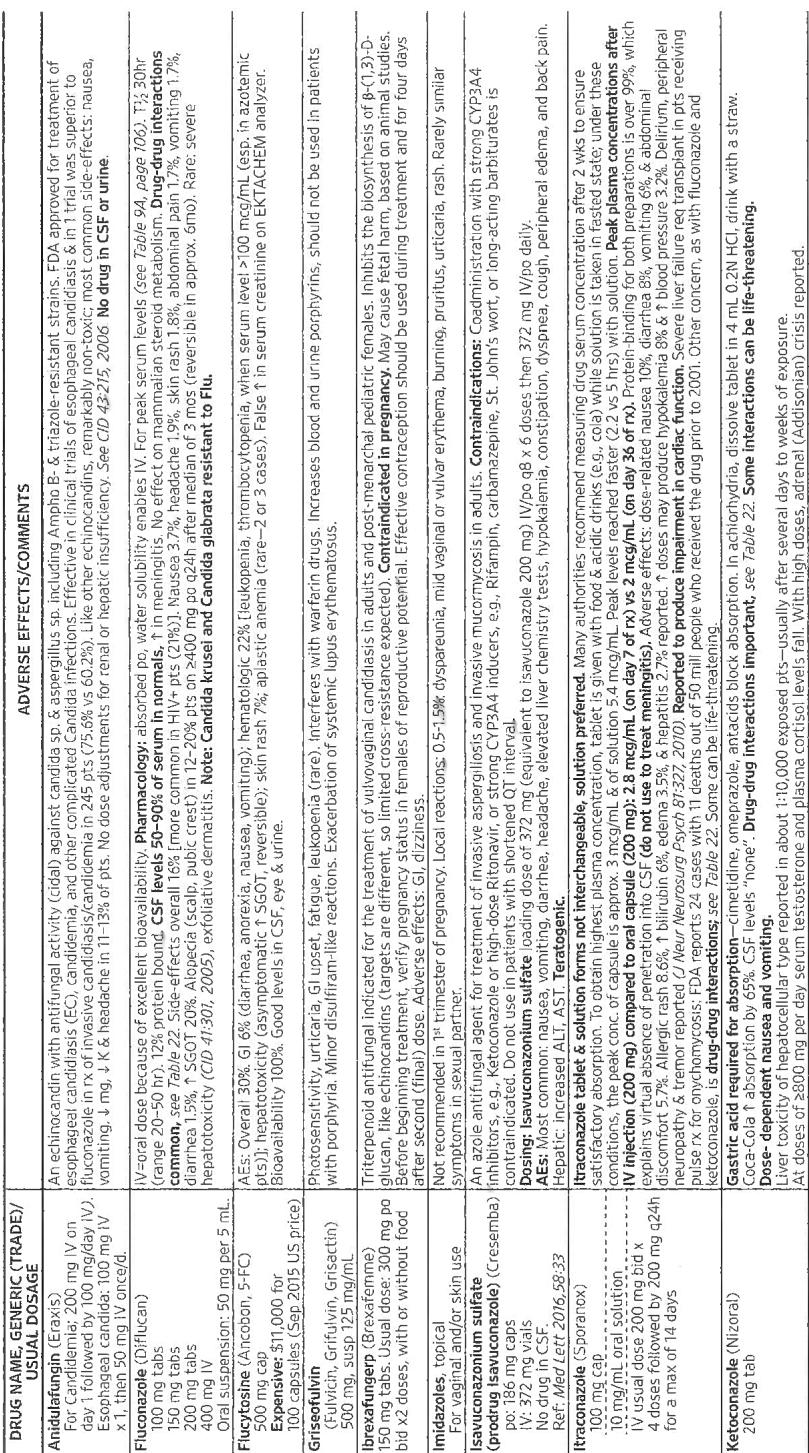 DRUG NAME, GENERIC (TRADE)/
USUAL DOSAGE
ADVERSE EFFECTS/COMMENTS
Anidulafungin (Eraxis)
For Candidemia; 200 mg IV on
day 1 followed by 100 mg/day IV).
Esophageal candida: 100 mg IV
x 1, then 50 mg IV once/d.
An echinocandin with antifungal activity (cidal) against candida sp. & aspergillus sp. including Ampho B- & triazole-resistant strains. FDA approved for treatment of
esophageal candidiasis (EC), candidemia, and other complicated Candida infections. Effective in clinical trials of esophageal candidiasis & in 1 trial was superior to
fluconazole in rx of invasive candidiasis/candidemia in 245 pts (75.6% vs 60.2%). Like other echinocandins, remarkably non-toxic; most common side-effects: nausea,
vomiting, ↓ mg, ↓ K & headache in 11–13% of pts. No dose adjustments for renal or hepatic insufficiency. See CID 43:215, 2006 No drug in CSF or urine.
Fluconazole (Diflucan)
100 mg tabs
150 mg tabs
200 mg tabs
400 mg IV
Oral suspension: 50 mg per 5 mL.
IV=oral dose because of excellent bioavailability. Pharmacology: absorbed po, water solubility enables IV. For peak serum levels (see Table 9A, page 106). T½ 30hr
(range 20–50 hr). 12% protein bound. CSF levels 50–90% of serum in normals, ↑ in meningitis. No effect on mammalian steroid metabolism. Drug-drug interactions
common, see Table 22. Side-effects overall 16% [more common in HIV+ pts (21%)]. Nausea 3.7%, headache 1.9%, skin rash 1.8%, abdominal pain 1.7%, vomiting 1.7%,
diarrhea 1.5%, ↑ SGOT 20%. Alopecia (scalp, pubic crest) in 12–20% pts on ≥400 mg po q24h after median of 3 mos (reversible in approx. 6mo). Rare: severe
hepatotoxicity (CID 41:301, 2005), exfoliative dermatitis. Note: Candida krusei and Candida glabrata resistant to Flu.
Flucytosine (Ancobon, 5-FC)
500 mg cap
Expensive: $11,000 for
100 capsules (Sep 2015 US price)
AEs: Overall 30%. GI 6% (diarrhea, anorexia, nausea, vomiting); hematologic 22% [leukopenia, thrombocytopenia, when serum level >100 mcg/mL (esp. in azotemic
pts)]; hepatotoxicity (asymptomatic ↑ SGOT, reversible); skin rash 7%; aplastic anemia (rare—2 or 3 cases). False ↑ in serum creatinine on EKTACHEM analyzer.
Bioavailability 100%. Good levels in CSF, eye & urine.
Griseofulvin
(Fulvicin, Grifulvin, Grisactin)
500 mg, susp 125 mg/mL
Photosensitivity, urticaria, GI upset, fatigue, leukopenia (rare). Interferes with warfarin drugs. Increases blood and urine porphyrins, should not be used in patients
with porphyria. Minor disulfiram-like reactions. Exacerbation of systemic lupus erythematosus.
Ibrexafungerp (Brexafemme)
150 mg tabs. Usual dose: 300 mg po
bid x2 doses, with or without food
Triterpenoid antifungal indicated for the treatment of vulvovaginal candidiasis in adults and post-menarchal pediatric females. Inhibits the biosynthesis of β-(1,3)-D-
glucan, like echinocandins (targets are different, so limited cross-resistance expected). Contraindicated in pregnancy. May cause fetal harm, based on animal studies.
Before beginning treatment, verify pregnancy status in females of reproductive potential. Effective contraception should be used during treatment and for four days
after second (final) dose. Adverse effects: GI, dizziness.
Imidazoles, topical
For vaginal and/or skin use
Not recommended in 1st trimester of pregnancy. Local reactions: 0.5-1.5% dyspareunia, mild vaginal or vulvar erythema, burning, pruritus, urticaria, rash. Rarely similar
symptoms in sexual partner.
Isavuconazonium sulfate
(prodrug Isavuconazole) (Cresemba)
po: 186 mg caps
IV: 372 mg vials
No drug in CSF.
Ref: Med Lett 2016,58:33
An azole antifungal agent for treatment of invasive aspergillosis and invasive mucormycosis in adults. Contraindications: Coadministration with strong CYP3A4
inhibitors, e.g., Ketoconazole or high-dose Ritonavir, or strong CYP3A4 inducers, e.g., Rifampin, carbamazepine, St. John's wort, or long-acting barbiturates is
contraindicated. Do not use in patients with shortened QT interval.
Dosing: Isavuconazonium sulfate loading dose of 372 mg (equivalent to isavuconazole 200 mg) IV/po q8 x 6 doses then 372 mg IV/po daily.
AEs: Most common: nausea, vomiting, diarrhea, headache, elevated liver chemistry tests, hypokalemia, constipation, dyspnea, cough, peripheral edema, and back pain.
Hepatic: increased ALT, AST. Teratogenic.
Itraconazole (Sporanox)
100 mg cap
10 mg/mL oral solution
IV usual dose 200 mg bid x
4 doses followed by 200 mg q24h
for a max of 14 days
Itraconazole tablet & solution forms not interchangeable, solution preferred. Many authorities recommend measuring drug serum concentration after 2 wks to ensure
satisfactory absorption. To obtain highest plasma concentration, tablet is given with food & acidic drinks (e.g., cola) while solution is taken in fasted state; under these
conditions, the peak conc. of capsule is approx. 3 mcg/mL & of solution 5.4 mcg/mL. Peak levels reached faster (2.2 vs 5 hrs) with solution. Peak plasma concentrations after
IV injection (200 mg) compared to oral capsule (200 mg): 2.8 mcg/mL (on day 7 of rx) vs 2 mcg/mL (on day 36 of rx). Protein-binding for both preparations is over 99%, which
explains virtual absence of penetration into CSF (do not use to treat meningitis). Adverse effects: dose-related nausea 10%, diarrhea 8%, vomiting 6%, & abdominal
discomfort 5.7%. Allergic rash 8.6%, ↑ bilirubin 6%, edema 3.5%, & hepatitis 2.7% reported. ↑ doses may produce hypokalemia 8% & ↑ blood pressure 3.2%. Delirium, peripheral
neuropathy & tremor reported (J Neur Neurosurg Psych 81:327, 2010). Reported to produce impairment in cardiac function. Severe liver failure req transplant in pts receiving
pulse rx for onychomycosis: FDA reports 24 cases with 11 deaths out of 50 mill people who received the drug prior to 2001. Other concern, as with fluconazole and
ketoconazole, is drug-drug interactions; see Table 22. Some can be life-threatening.
Ketoconazole (Nizoral)
200 mg tab
Gastric acid required for absorption—cimetidine, omeprazole, antacids block absorption. In achlorhydria, dissolve tablet in 4 mL 0.2N HCl, drink with a straw.
Coca-Cola ↑ absorption by 65%. CSF levels "none". Drug-drug interactions important, see Table 22. Some interactions can be life-threatening.
Dose- dependent nausea and vomiting.
Liver toxicity of hepatocellular type reported in about 1:10,000 exposed pts—usually after several days to weeks of exposure.
At doses of ≥800 mg per day serum testosterone and plasma cortisol levels fall. With high doses, adrenal (Addisonian) crisis reported.